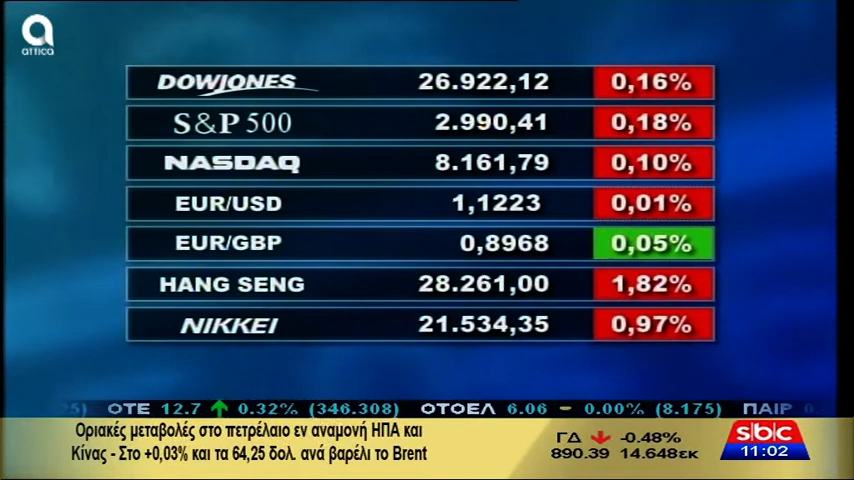 αττιcα
DOWJONES 26.922,12 0,16%
S&P 500 2.990,41 0,18%
NASDAQ 8.161,79 0,10%
EUR/USD 1,1223 0,01%
EUR/GBP 0,8968 0,05%
HANG SENG 28.261,00 1,82%
NIKKEI 21.534,35 0,97%
ΟΤΕ 12.7 0.32% (346.308) ΟΤΟΕΛ 6.06 0.00% (8.175) ΠΑΙΡ
Οριακές μεταβολές στο πετρέλαιο εν αναμονή ΗΠΑ και
Κίνας - Στο +0,03% και τα 64,25 δολ. ανά βαρέλι το Brent
ΓΔ -0.48%
890.39 14.648εκ
sbc
11:02